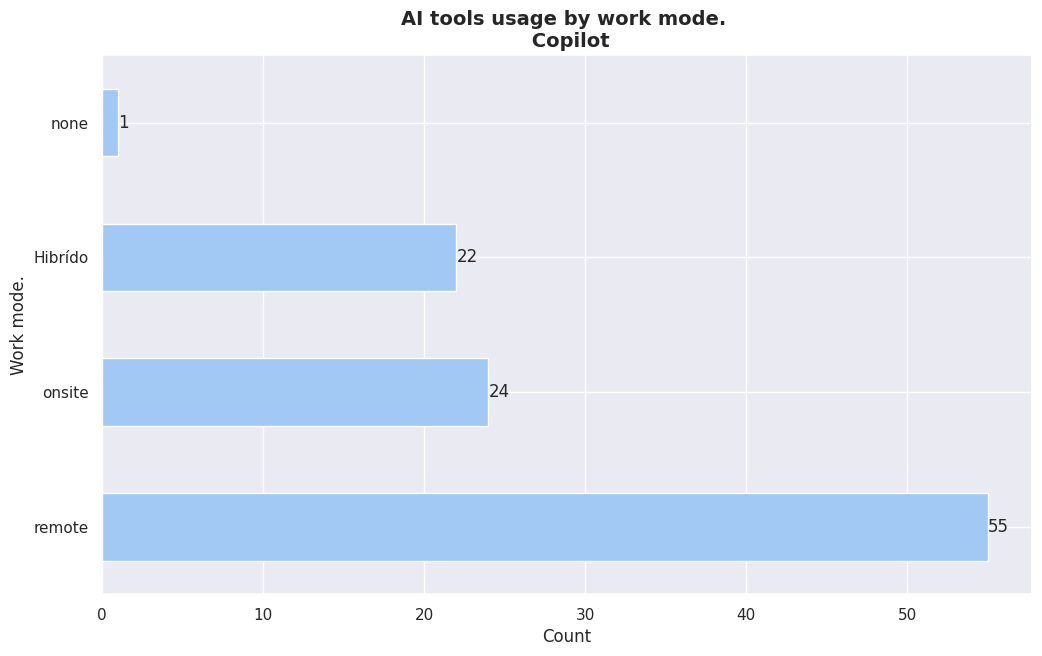 AI tools usage by work mode.
Copilot
none
1
Hibrído
22
onsite
24
remote
55
Work mode.
0 10 20 30 40 50
Count